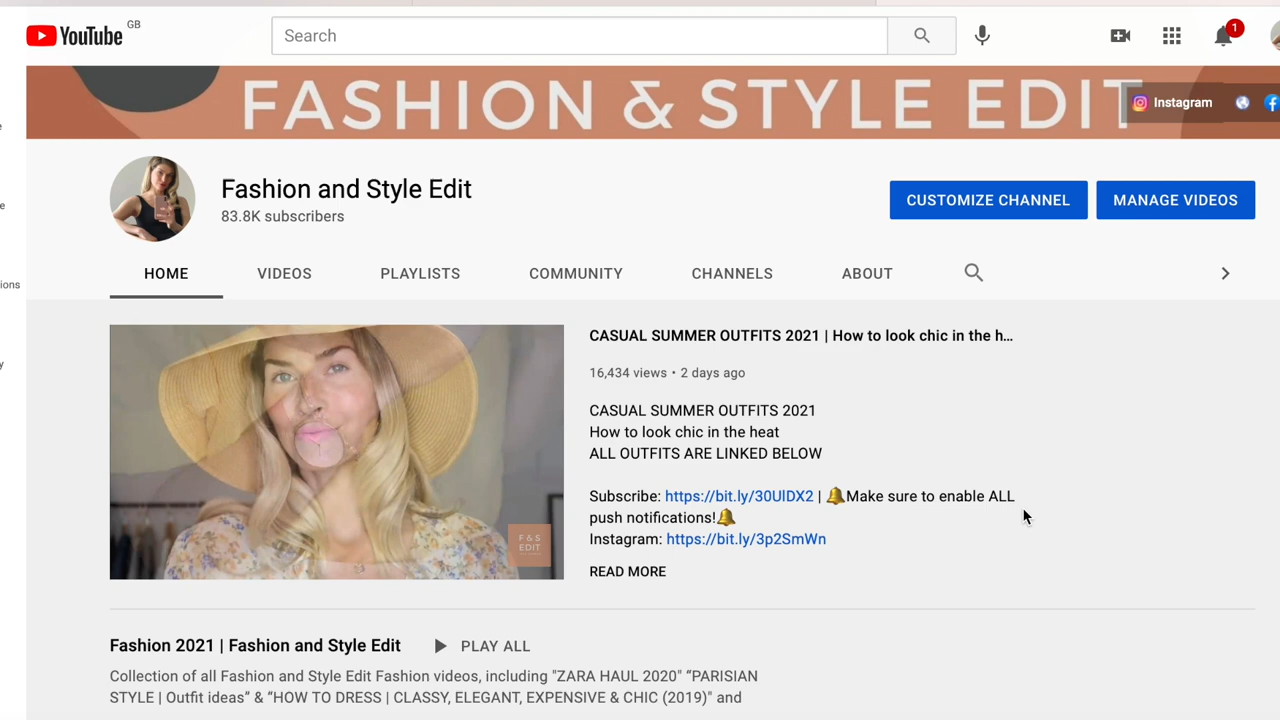 YouTube GB
Search
1
FASHION & STYLE EDIT
Instagram
Fashion and Style Edit
83.8K subscribers
CUSTOMIZE CHANNEL
MANAGE VIDEOS
HOME
VIDEOS
PLAYLISTS
COMMUNITY
CHANNELS
ABOUT
CASUAL SUMMER OUTFITS 2021 | How to look chic in the h...
16,434 views • 2 days ago
CASUAL SUMMER OUTFITS 2021
How to look chic in the heat
ALL OUTFITS ARE LINKED BELOW
Subscribe: https://bit.ly/30UlDX2 | 🔔Make sure to enable ALL
push notifications!🔔
Instagram: https://bit.ly/3p2SmWn
READ MORE
F & S
EDIT
Fashion 2021 | Fashion and Style Edit
PLAY ALL
Collection of all Fashion and Style Edit Fashion videos, including "ZARA HAUL 2020" “PARISIAN
STYLE | Outfit ideas” & “HOW TO DRESS | CLASSY, ELEGANT, EXPENSIVE & CHIC (2019)" and